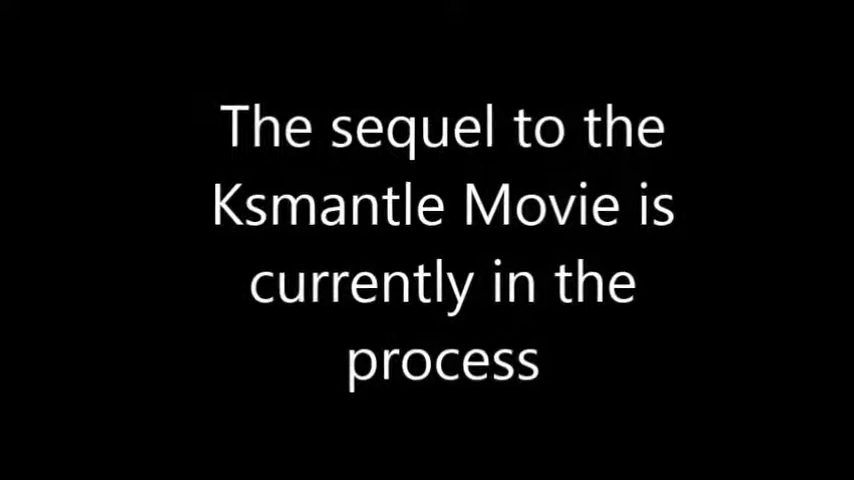 The sequel to the
Ksmantle Movie is
currently in the
process